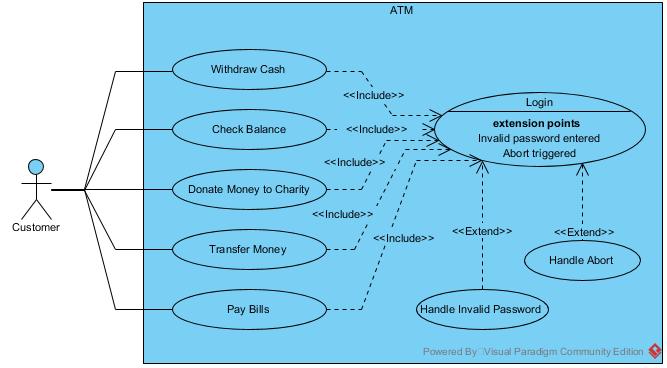 ATM
Withdraw Cash
<<Include>>
Login
extension points
Invalid password entered
Abort triggered
Check Balance
<<Include>>
<<Include>>
Donate Money to Charity
<<Include>>
Customer
Transfer Money
<<Include>>
<<Extend>>
<<Extend>>
Handle Abort
Pay Bills
Handle Invalid Password
Powered By Visual Paradigm Community Edition